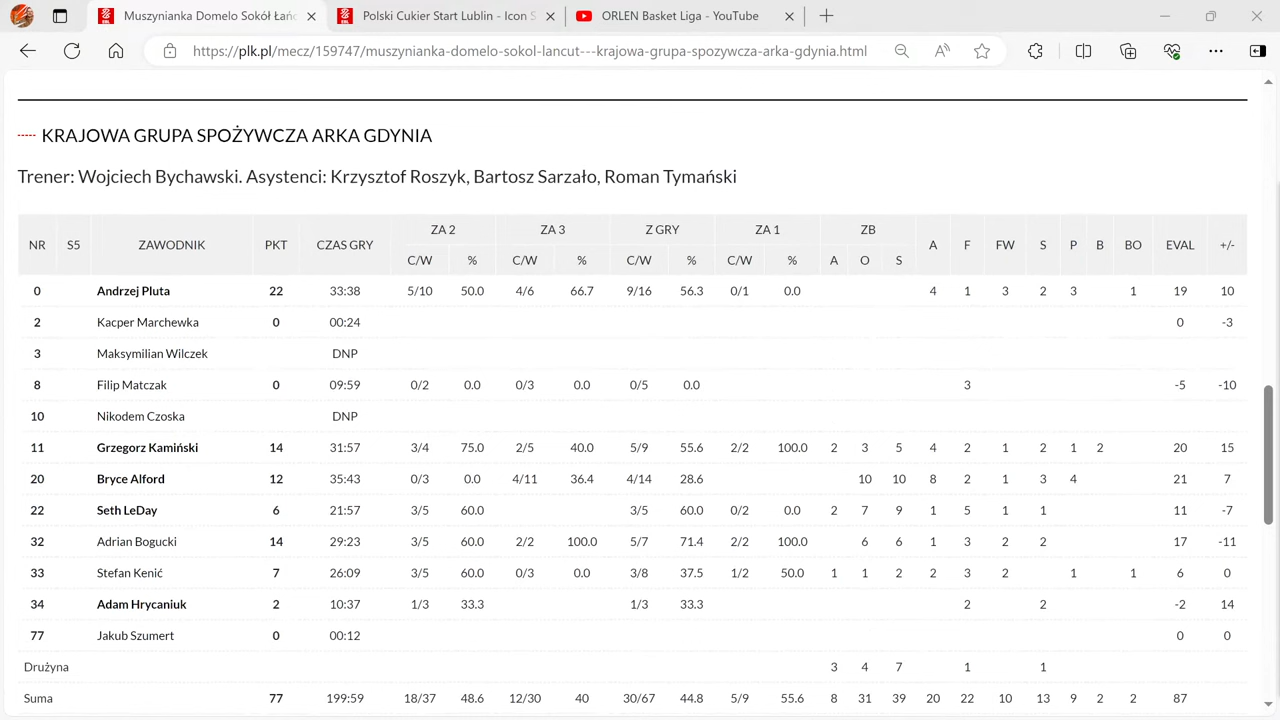 Muszynianka Domelo Sokół Łańc
Polski Cukier Start Lublin - Icon S
ORLEN Basket Liga - YouTube
https://plk.pl/mecz/159747/muszynianka-domelo-sokol-lancut---krajowa-grupa-spozywcza-arka-gdynia.html
KRAJOWA GRUPA SPOŻYWCZA ARKA GDYNIA
Trener: Wojciech Bychawski. Asystenci: Krzysztof Roszyk, Bartosz Sarzało, Roman Tymański
NR S5 ZAWODNIK PKT CZAS GRY ZA 2 ZA 3 Z GRY ZA 1 ZB A F FW S P B BO EVAL +/-
C/W % C/W % C/W % C/W % A O S
0 Andrzej Pluta 22 33:38 5/10 50.0 4/6 66.7 9/16 56.3 0/1 0.0 4 1 3 2 3 1 19 10
2 Kacper Marchewka 0 00:24 0 -3
3 Maksymilian Wilczek DNP
8 Filip Matczak 0 09:59 0/2 0.0 0/3 0.0 0/5 0.0 3 -5 -10
10 Nikodem Czoska DNP
11 Grzegorz Kamiński 14 31:57 3/4 75.0 2/5 40.0 5/9 55.6 2/2 100.0 2 3 5 4 2 1 2 1 2 20 15
20 Bryce Alford 12 35:43 0/3 0.0 4/11 36.4 4/14 28.6 10 10 8 2 1 3 4 21 7
22 Seth LeDay 6 21:57 3/5 60.0 3/5 60.0 0/2 0.0 2 7 9 1 5 1 1 11 -7
32 Adrian Bogucki 14 29:23 3/5 60.0 2/2 100.0 5/7 71.4 2/2 100.0 6 6 1 3 2 2 17 -11
33 Stefan Kenić 7 26:09 3/5 60.0 0/3 0.0 3/8 37.5 1/2 50.0 1 1 2 2 3 2 1 1 6 0
34 Adam Hrycaniuk 2 10:37 1/3 33.3 1/3 33.3 2 2 -2 14
77 Jakub Szumert 0 00:12 0 0
Drużyna 3 4 7 1 1
Suma 77 199:59 18/37 48.6 12/30 40 30/67 44.8 5/9 55.6 8 31 39 20 22 10 13 9 2 2 87